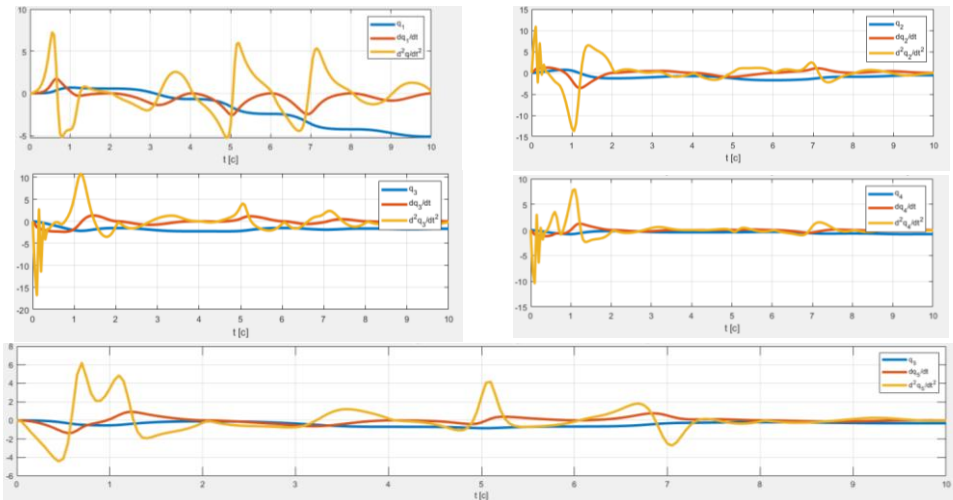 10
5
0
-5
0 1 2 3 4 5 6 7 8 9 10
t [c]
q₁
dq₁/dt
d²q/dt²
15
10
5
0
-5
-10
-15
0 1 2 3 4 5 6 7 8 9 10
t [c]
q₂
dq₂/dt
d²q₂/dt²
10
5
0
-5
-10
-15
-20
0 1 2 3 4 5 6 7 8 9 10
t [c]
q₃
dq₃/dt
d²q₃/dt²
10
5
0
-5
-10
-15
0 1 2 3 4 5 6 7 8 9 10
t [c]
q₄
dq₄/dt
d²q₄/dt²
8
6
4
2
0
-2
-4
-6
0 1 2 3 4 5 6 7 8 9 10
t [c]
q₅
dq₅/dt
d²q₅/dt²